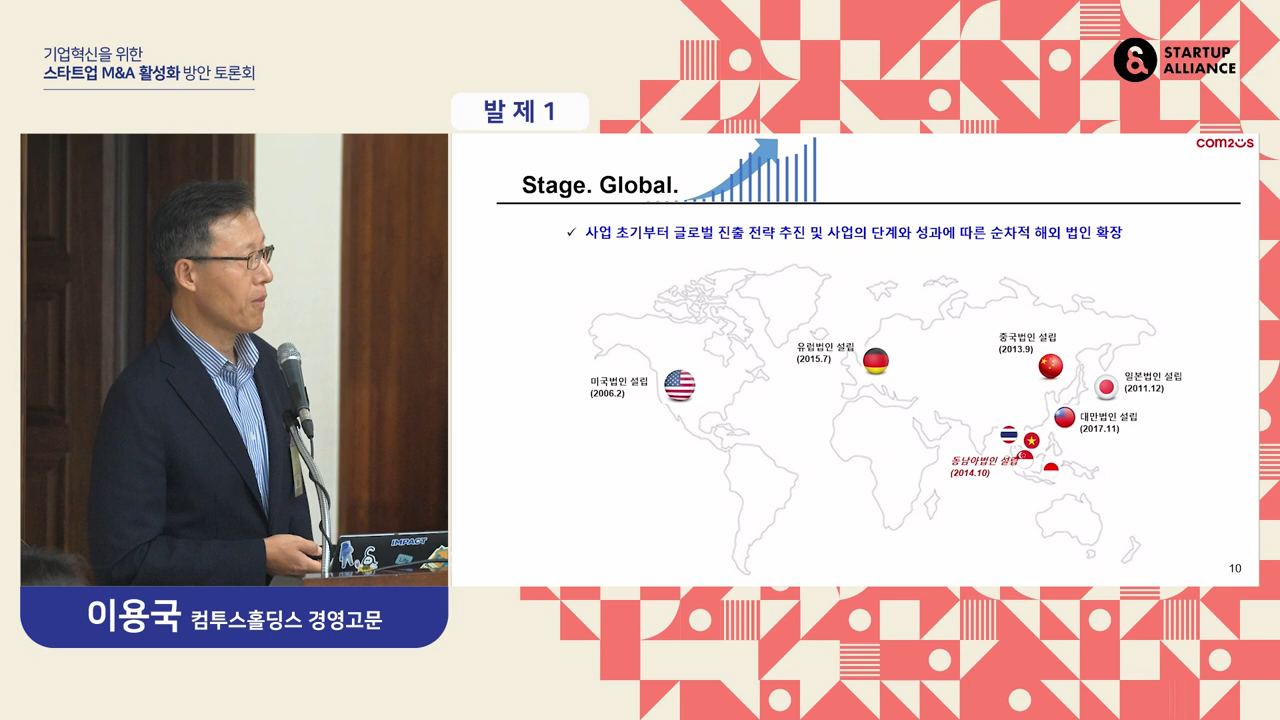 기업혁신을 위한
스타트업 M&A 활성화 방안 토론회
STARTUP
ALLIANCE
발 제 1
com2us
Stage. Global.
✓ 사업 초기부터 글로벌 진출 전략 추진 및 사업의 단계와 성과에 따른 순차적 해외 법인 확장
중국법인 설립
(2013.9)
유럽법인 설립
(2015.7)
미국법인 설립
(2006.2)
일본법인 설립
(2011.12)
대만법인 설립
(2017.11)
동남아법인 설립
(2014.10)
IMPACT
10
이용국 컴투스홀딩스 경영고문